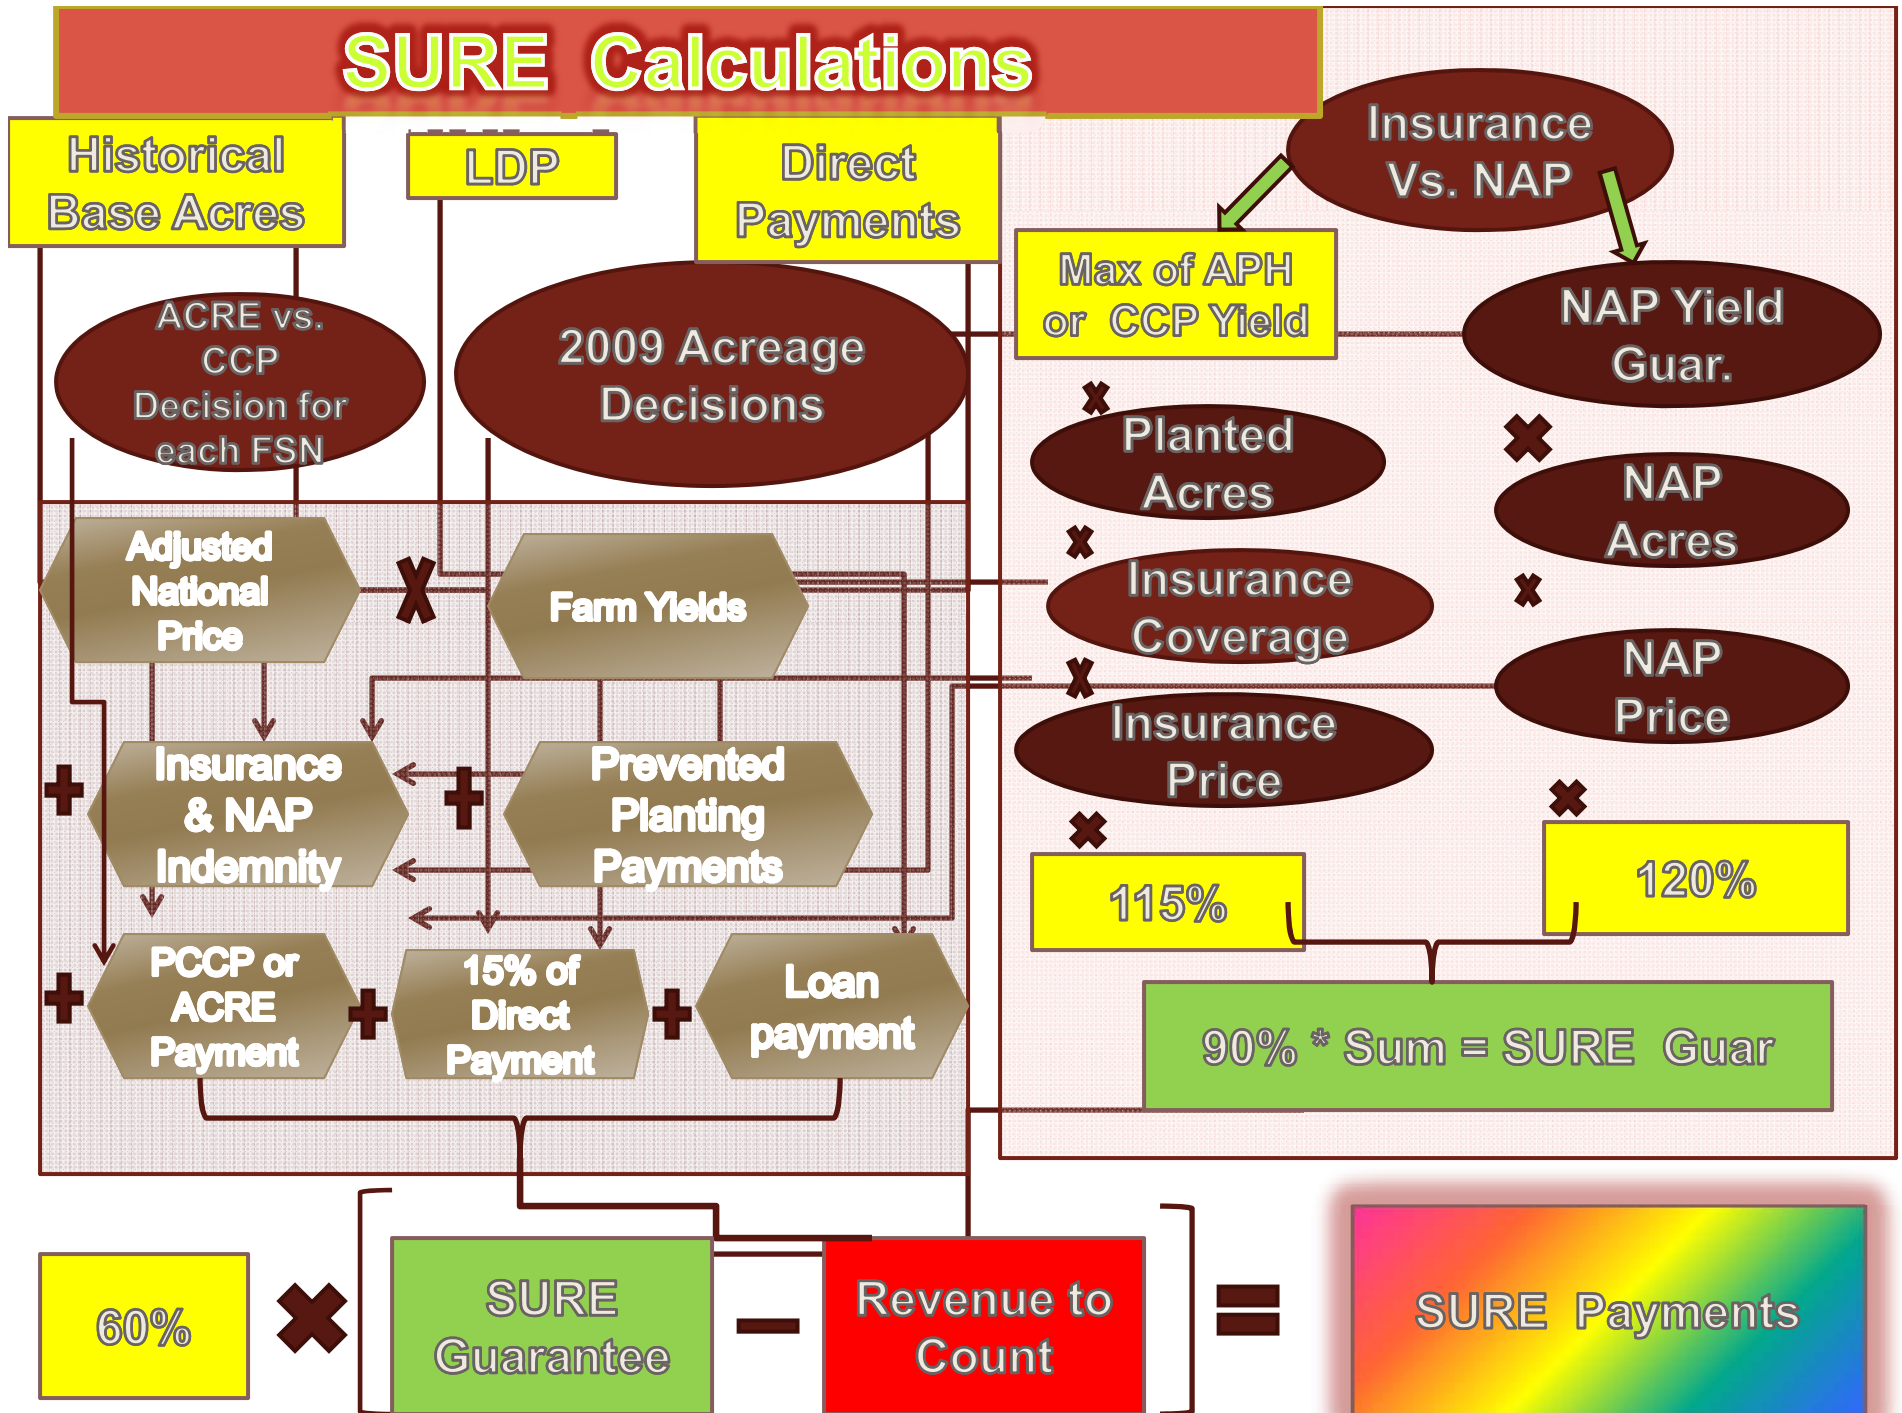 SURE Calculations
Historical
Base Acres
LDP
Direct
Payments
Insurance
Vs. NAP
ACRE vs.
CCP
Decision for
each FSN
2009 Acreage
Decisions
Max of APH
or CCP Yield
NAP Yield
Guar.
Planted
Acres
NAP
Acres
Insurance
Coverage
NAP
Price
Insurance
Price
115%
120%
90% * Sum = SURE Guar
Adjusted
National
Price
X
Farm Yields
Insurance
& NAP
Indemnity
Prevented
Planting
Payments
PCCP or
ACRE
Payment
15% of
Direct
Payment
Loan
payment
60%
SURE
Guarantee
Revenue to
Count
SURE Payments